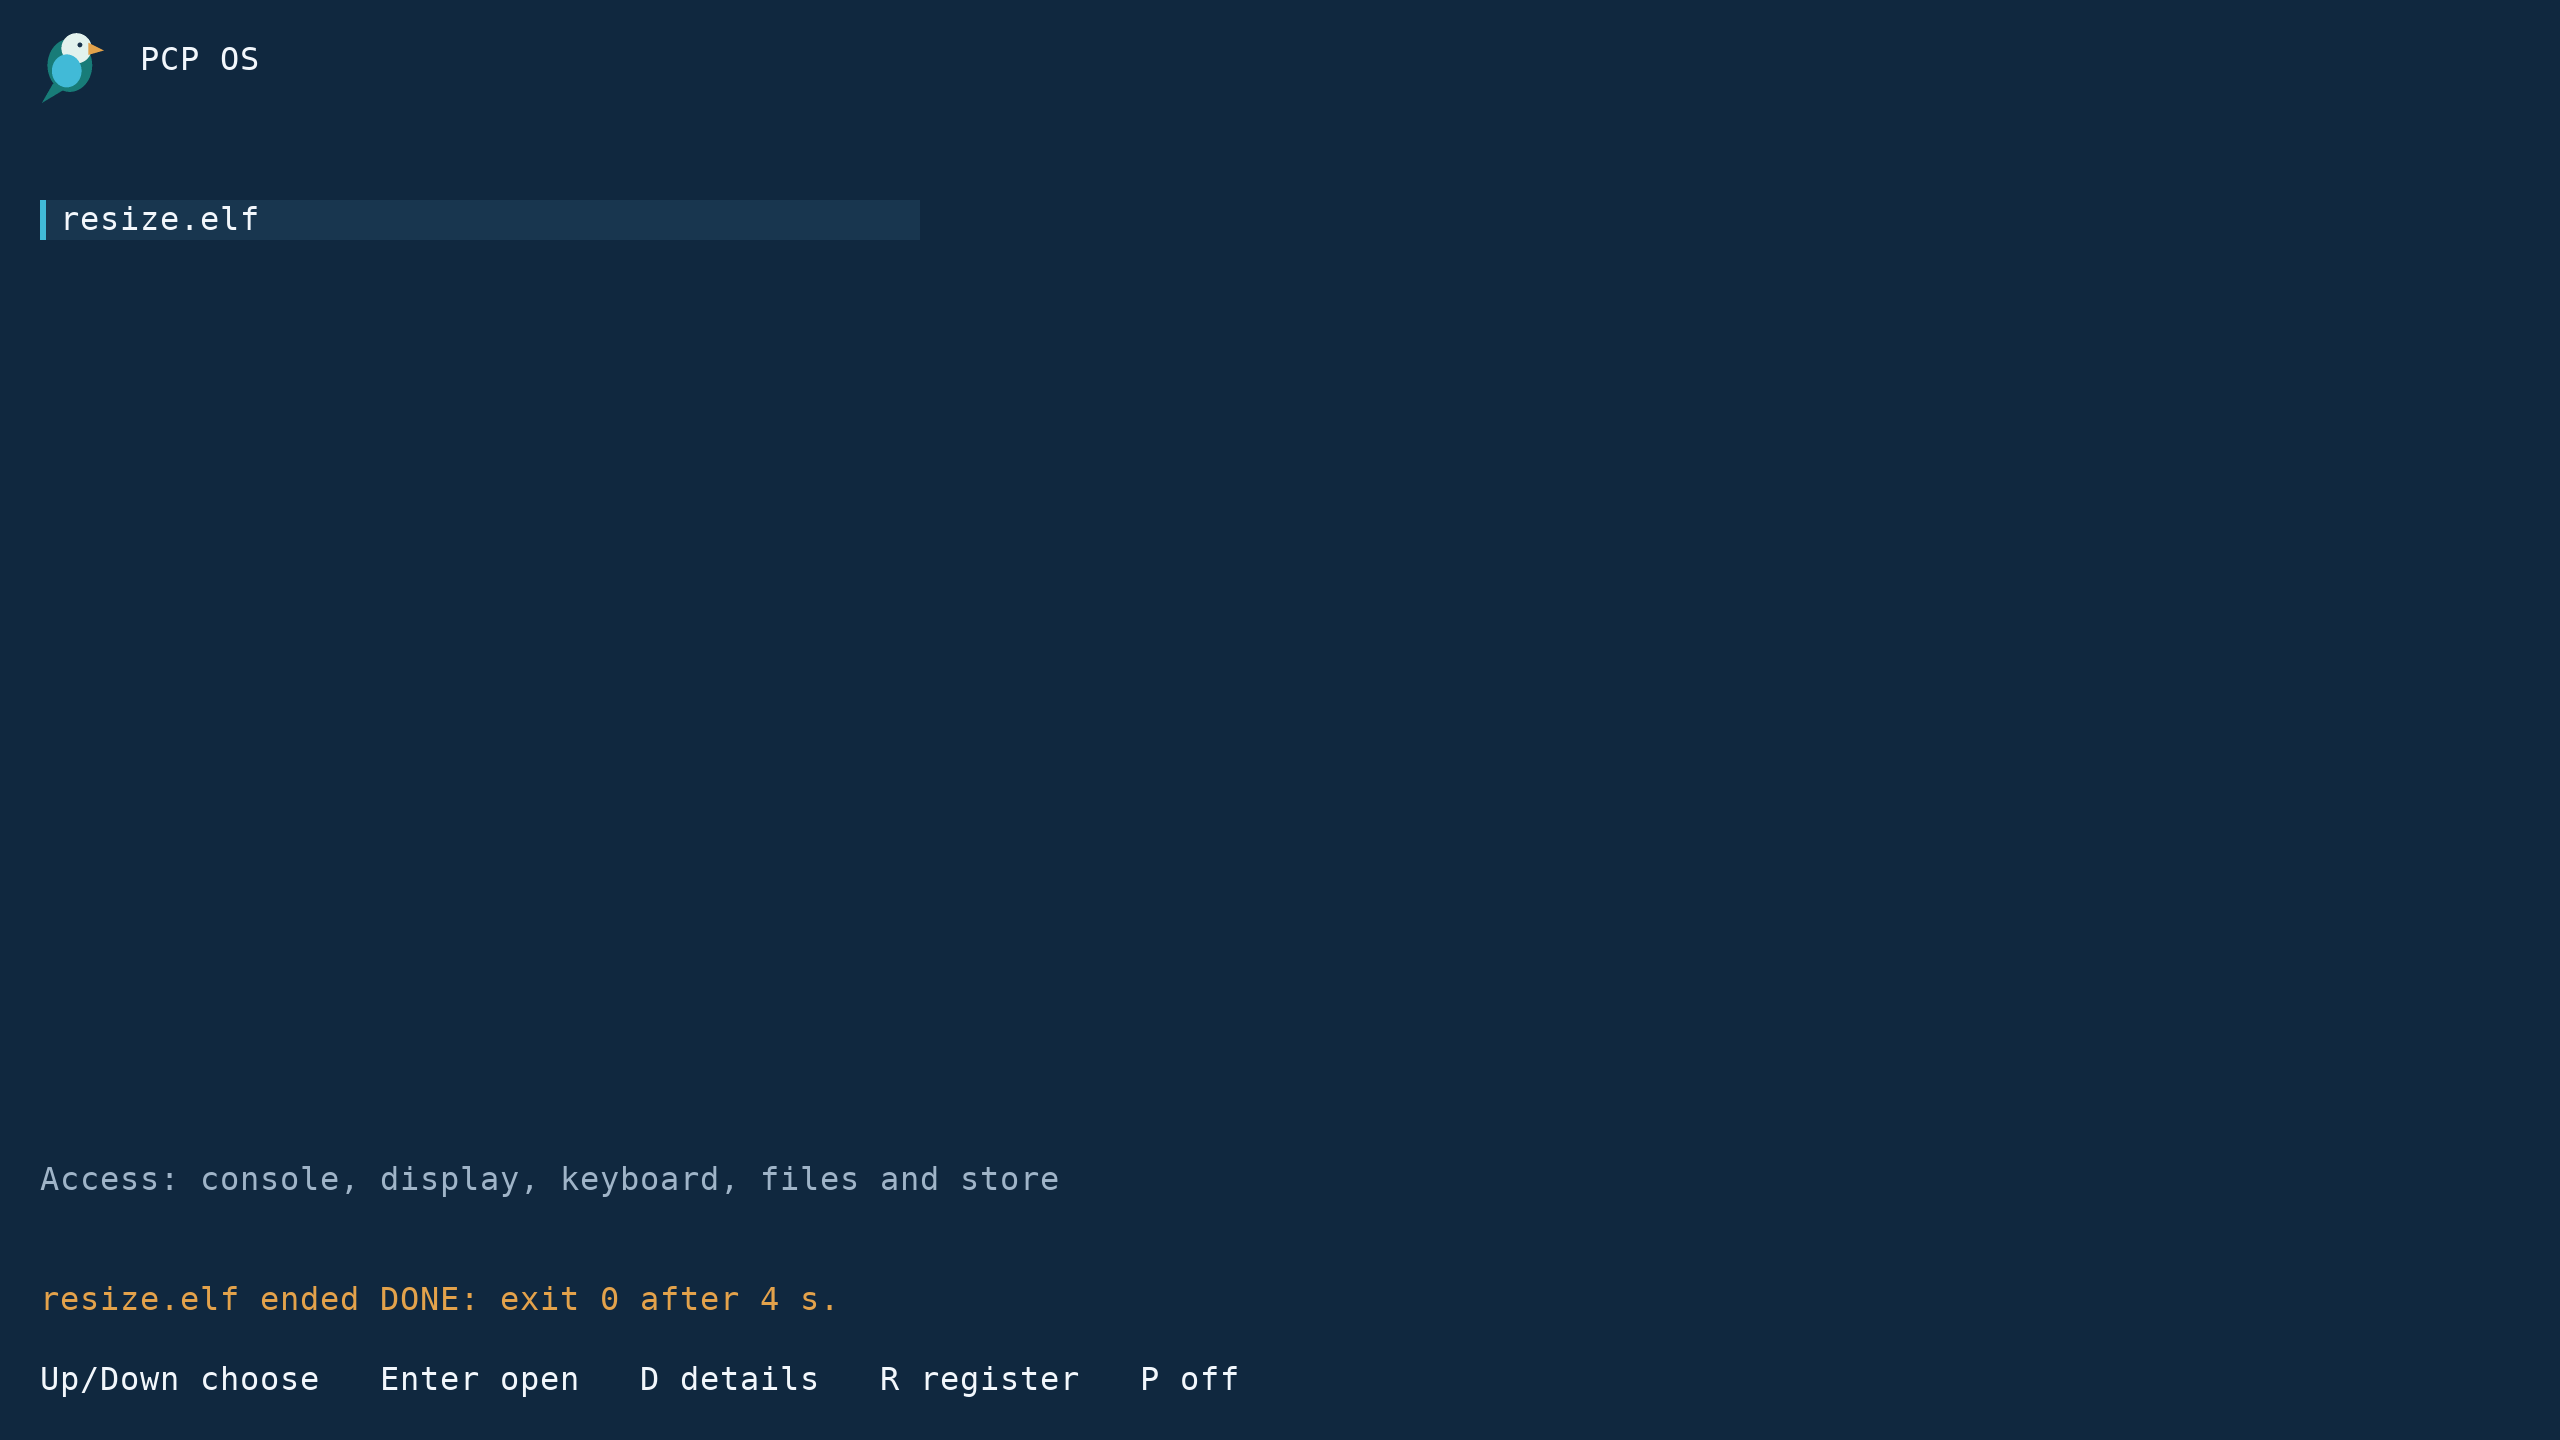 PCP OS
resize.elf
Access: console, display, keyboard, files and store
resize.elf ended DONE: exit 0 after 4 s.
Up/Down choose   Enter open   D details   R register   P off